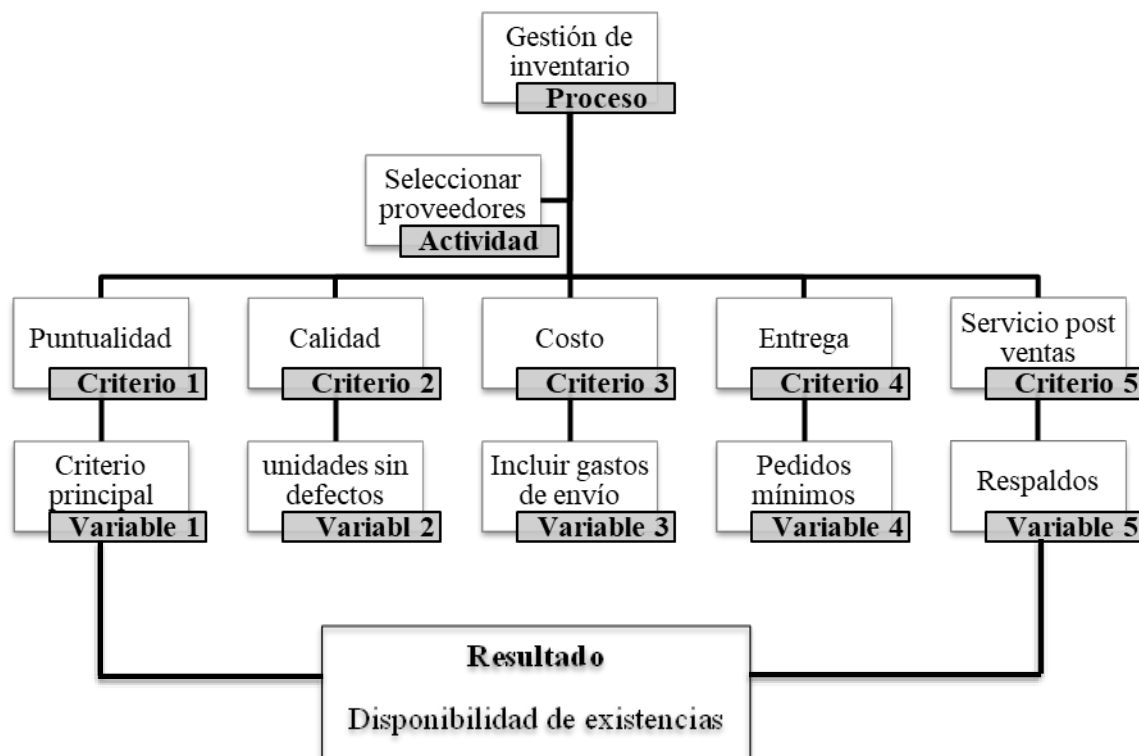 Gestión de
inventario
Proceso
Seleccionar
proveedores
Actividad
Puntualidad
Criterio 1
Calidad
Criterio 2
Costo
Criterio 3
Entrega
Criterio 4
Servicio post
ventas
Criterio 5
Criterio
principal
Variable 1
unidades sin
defectos
Variabl 2
Incluir gastos
de envío
Variable 3
Pedidos
mínimos
Variable 4
Respaldos
Variable 5
Resultado
Disponibilidad de existencias